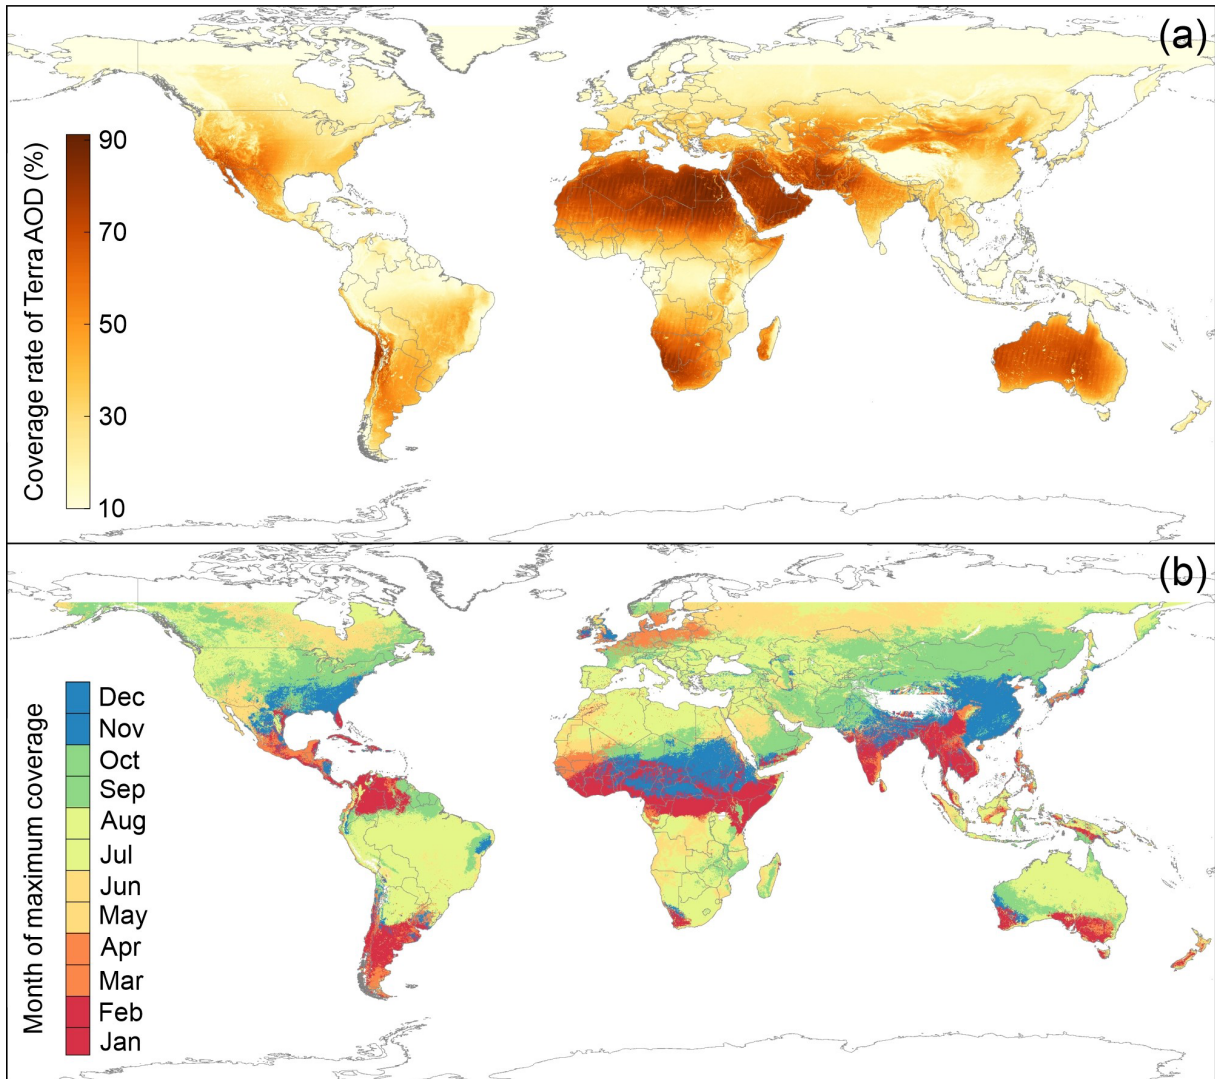 (a)
Coverage rate of Terra AOD (%)
90
70
50
30
10
(b)
Month of maximum coverage
Dec
Nov
Oct
Sep
Aug
Jul
Jun
May
Apr
Mar
Feb
Jan